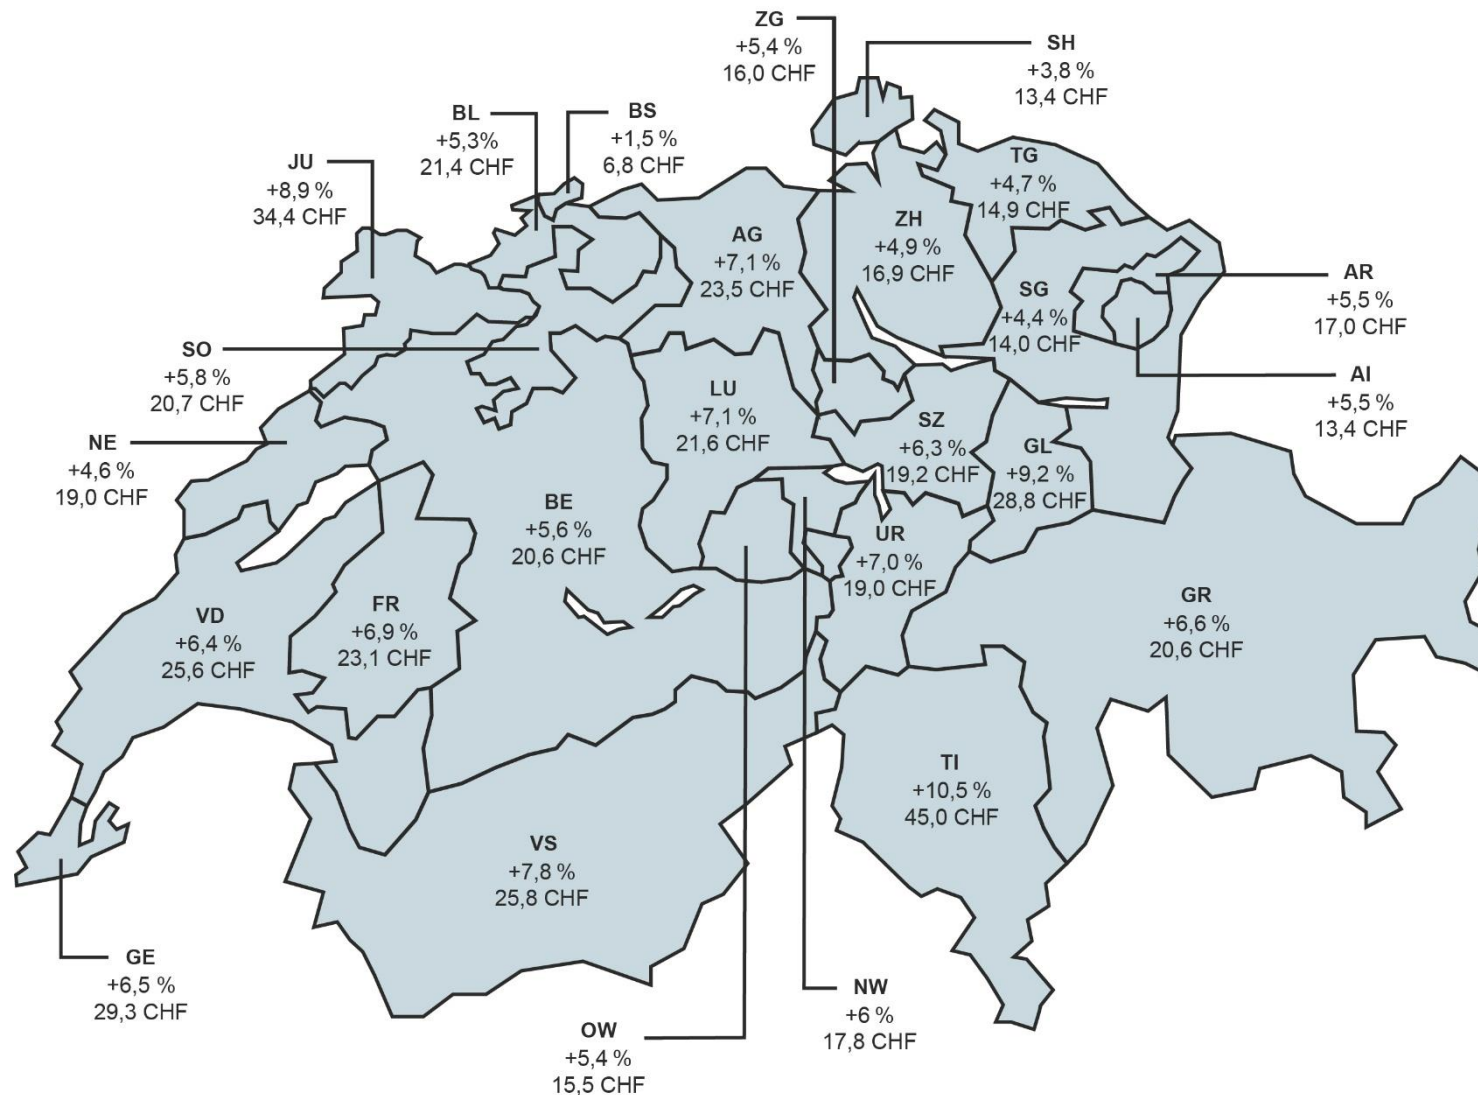 ZG
+5,4 %
16,0 CHF
SH
+3,8 %
13,4 CHF
BL
+5,3%
21,4 CHF
BS
+1,5 %
6,8 CHF
JU
+8,9 %
34,4 CHF
TG
+4,7 %
14,9 CHF
ZH
+4,9 %
16,9 CHF
AG
+7,1 %
23,5 CHF
AR
+5,5 %
17,0 CHF
SG
+4,4 %
14,0 CHF
SO
+5,8 %
20,7 CHF
AI
+5,5 %
13,4 CHF
LU
+7,1 %
21,6 CHF
SZ
+6,3 %
19,2 CHF
NE
+4,6 %
19,0 CHF
GL
+9,2 %
28,8 CHF
BE
+5,6 %
20,6 CHF
UR
+7,0 %
19,0 CHF
GR
+6,6 %
20,6 CHF
FR
+6,9 %
23,1 CHF
VD
+6,4 %
25,6 CHF
TI
+10,5 %
45,0 CHF
VS
+7,8 %
25,8 CHF
GE
+6,5 %
29,3 CHF
NW
+6 %
17,8 CHF
OW
+5,4 %
15,5 CHF